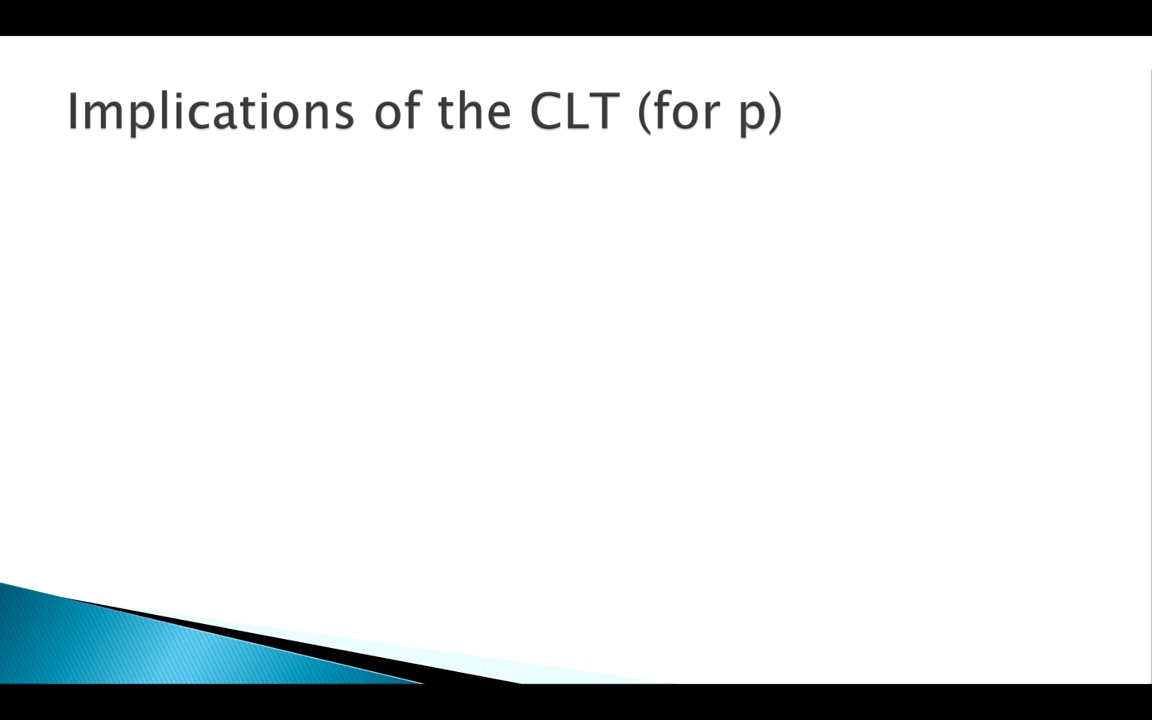 Implications of the CLT (for p)